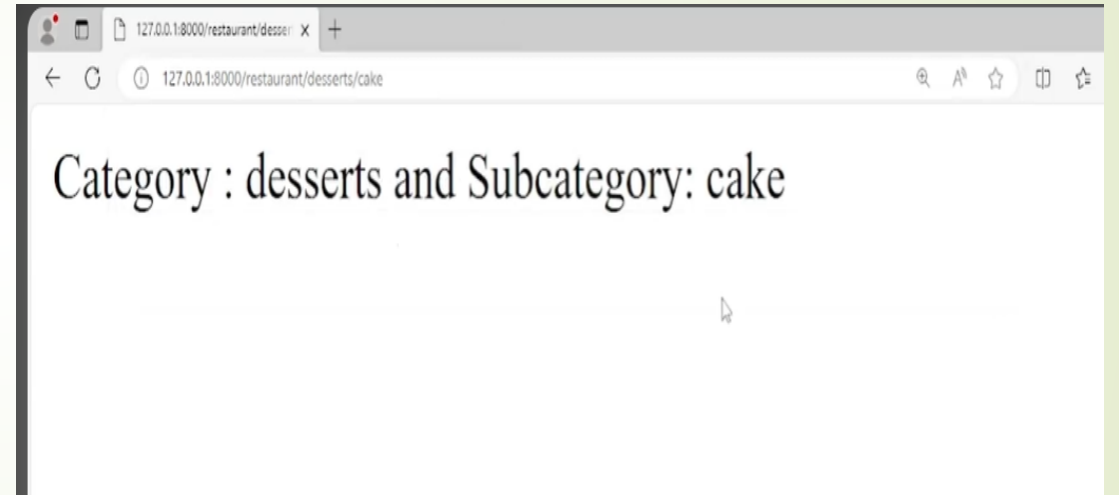 127.0.0.1:8000/restaurant/desser
127.0.0.1:8000/restaurant/desserts/cake
Category : desserts and Subcategory: cake